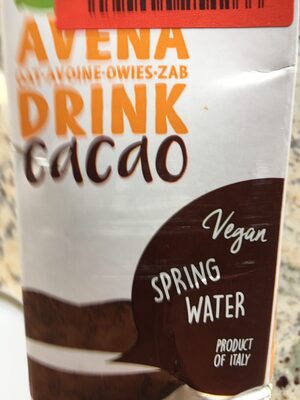 AVENA
OAT·AVOINE·OWIES·ZAB
DRINK
cacao
Vegan
SPRING
WATER
PRODUCT
OF ITALY